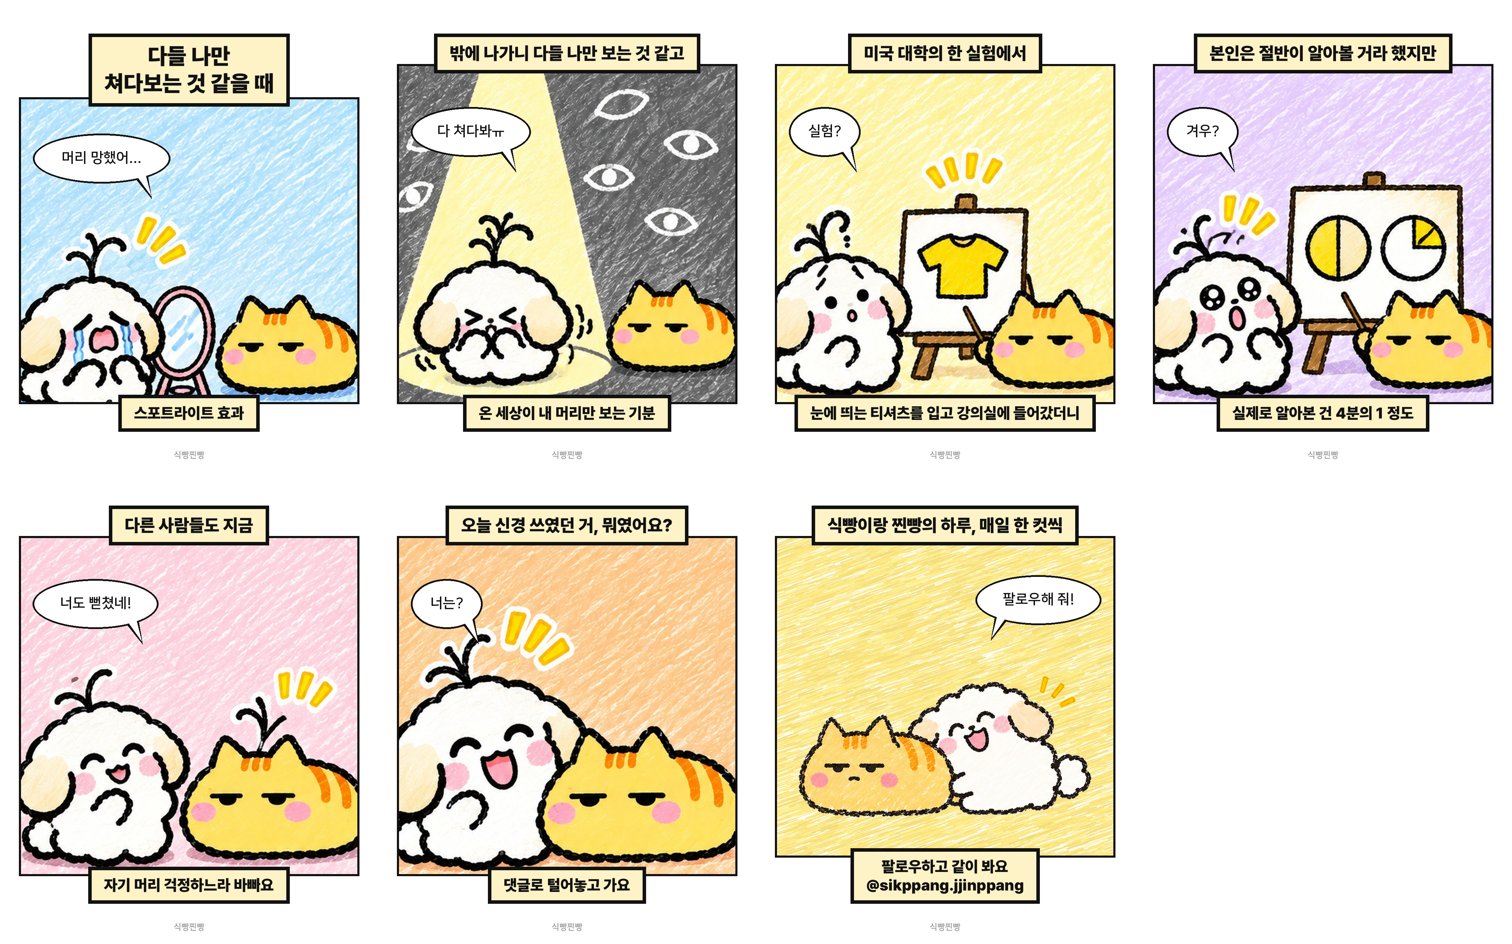 다들 나만
쳐다보는 것 같을 때
머리 망했어...
스포트라이트 효과
식빵찐빵
밖에 나가니 다들 나만 보는 것 같고
다 쳐다봐ㅠ
온 세상이 내 머리만 보는 기분
식빵찐빵
미국 대학의 한 실험에서
실험?
눈에 띄는 티셔츠를 입고 강의실에 들어갔더니
식빵찐빵
본인은 절반이 알아볼 거라 했지만
겨우?
실제로 알아본 건 4분의 1 정도
식빵찐빵
다른 사람들도 지금
너도 뻗쳤네!
자기 머리 걱정하느라 바빠요
식빵찐빵
오늘 신경 쓰였던 거, 뭐였어요?
너는?
댓글로 털어놓고 가요
식빵찐빵
식빵이랑 찐빵의 하루, 매일 한 컷씩
팔로우해 줘!
팔로우하고 같이 봐요
@sikppang.jjinppang
식빵찐빵